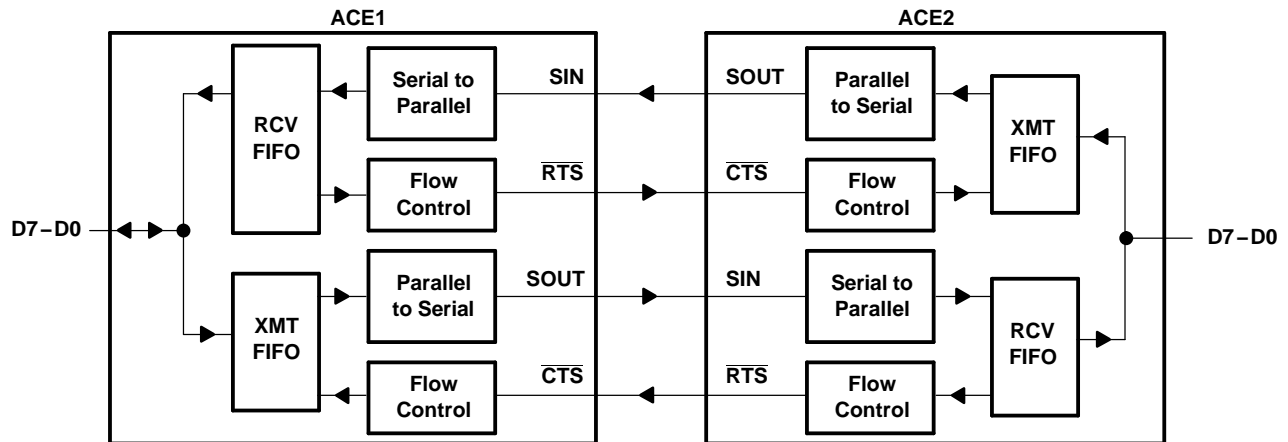 ACE1
ACE2
RCV
FIFO
Serial to
Parallel
SIN
SOUT
Parallel
to Serial
XMT
FIFO
Flow
Control
RTS
CTS
Flow
Control
D7–D0
D7–D0
XMT
FIFO
Parallel
to Serial
SOUT
SIN
Serial to
Parallel
RCV
FIFO
Flow
Control
CTS
RTS
Flow
Control